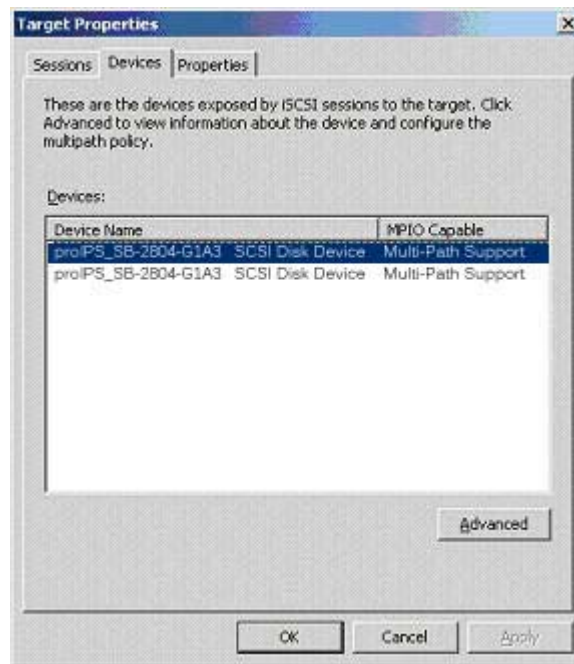 Target Properties
Sessions Devices Properties
These are the devices exposed by iSCSI sessions to the target. Click
Advanced to view information about the device and configure the
multipath policy.
Devices:
Device Name MPIO Capable
proIPS_SB-2804-G1A3 SCSI Disk Device Multi-Path Support
proIPS_SB-2804-G1A3 SCSI Disk Device Multi-Path Support
Advanced
OK Cancel Apply